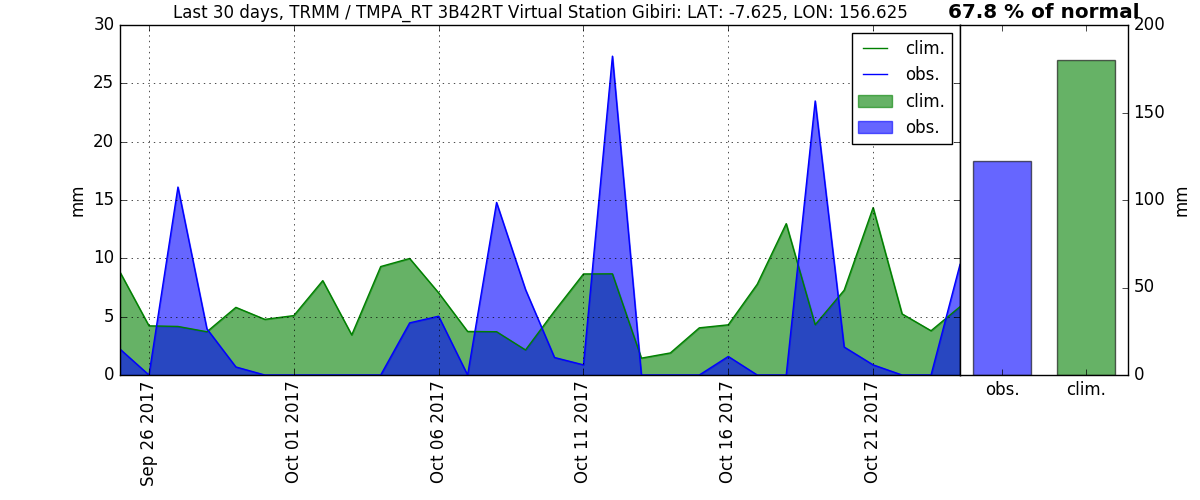 Last 30 days, TRMM / TMPA_RT 3B42RT Virtual Station Gibiri: LAT: -7.625, LON: 156.625
67.8 % of normal
30
25
20
15
10
5
0
mm
clim.
obs.
clim.
obs.
200
150
100
50
0
mm
Sep 26 2017
Oct 01 2017
Oct 06 2017
Oct 11 2017
Oct 16 2017
Oct 21 2017
obs.
clim.